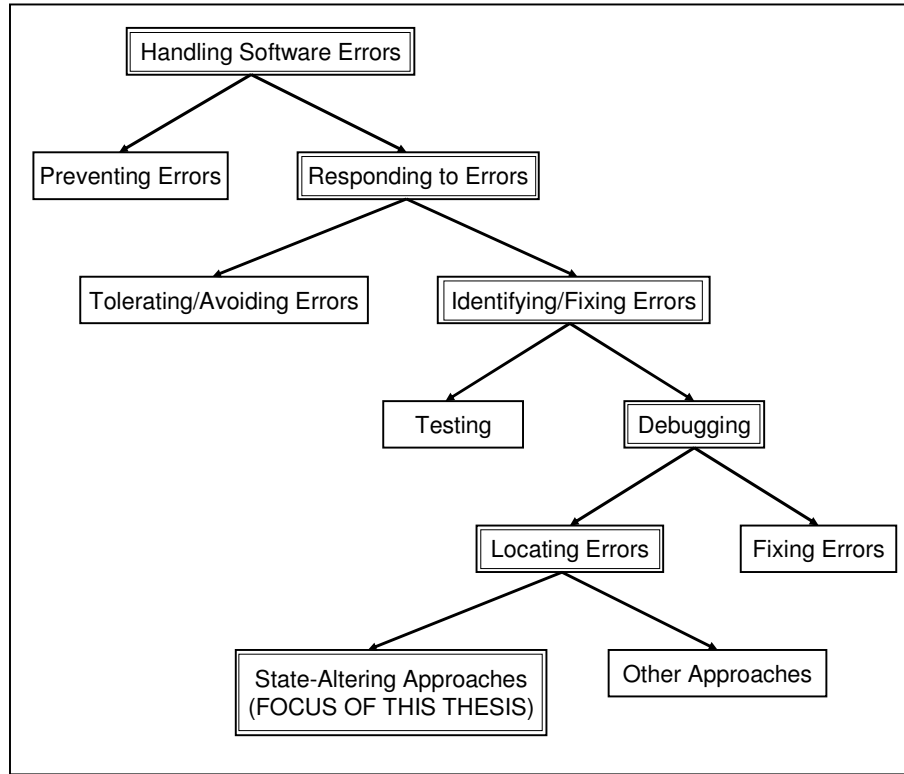 Handling Software Errors
Preventing Errors
Responding to Errors
Tolerating/Avoiding Errors
Identifying/Fixing Errors
Testing
Debugging
Locating Errors
Fixing Errors
State-Altering Approaches
(FOCUS OF THIS THESIS)
Other Approaches